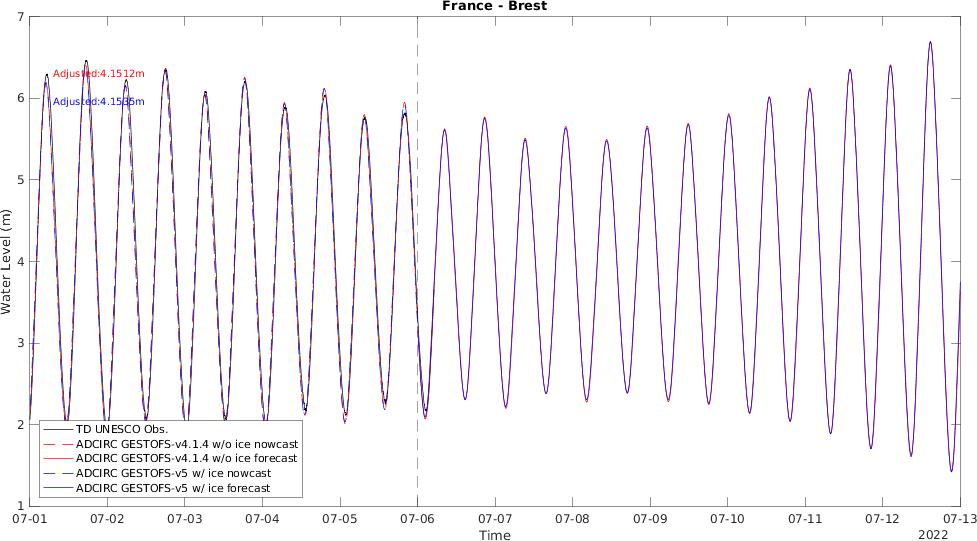 France - Brest
7
6
5
4
3
2
1
Water Level (m)
Adjusted:4.1512m
Adjusted:4.1535m
TD UNESCO Obs.
ADCIRC GESTOFS-v4.1.4 w/o ice nowcast
ADCIRC GESTOFS-v4.1.4 w/o ice forecast
ADCIRC GESTOFS-v5 w/ ice nowcast
ADCIRC GESTOFS-v5 w/ ice forecast
07-01 07-02 07-03 07-04 07-05 07-06 07-07 07-08 07-09 07-10 07-11 07-12 07-13
Time
2022